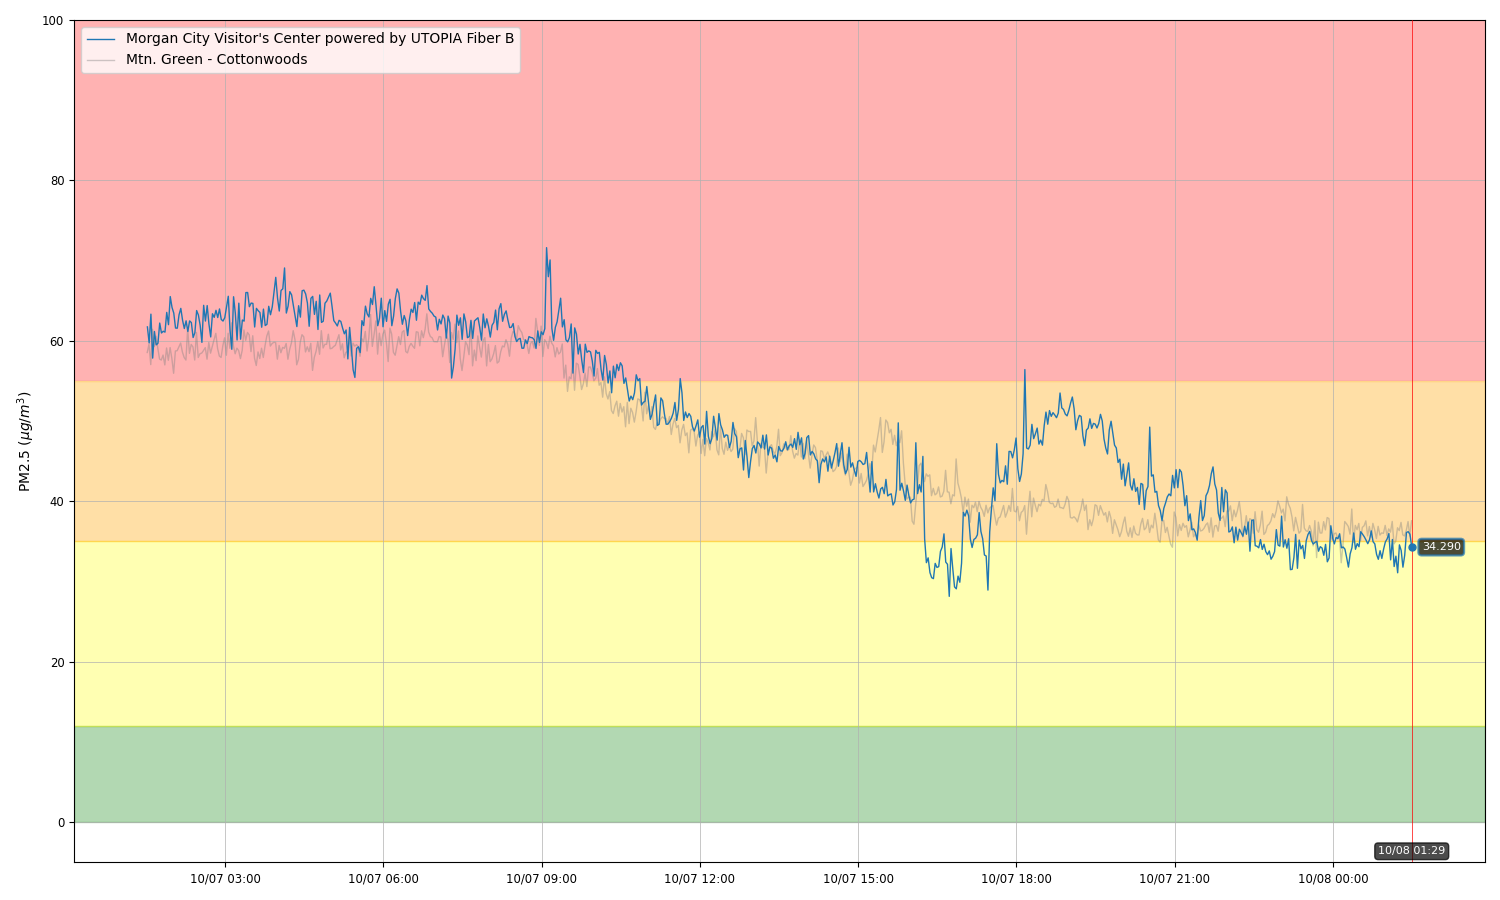 100
Morgan City Visitor's Center powered by UTOPIA Fiber B
Mtn. Green - Cottonwoods
80
60
PM2.5 (μg/m³)
40
34.290
20
0
10/08 01:29
10/07 03:00 10/07 06:00 10/07 09:00 10/07 12:00 10/07 15:00 10/07 18:00 10/07 21:00 10/08 00:00